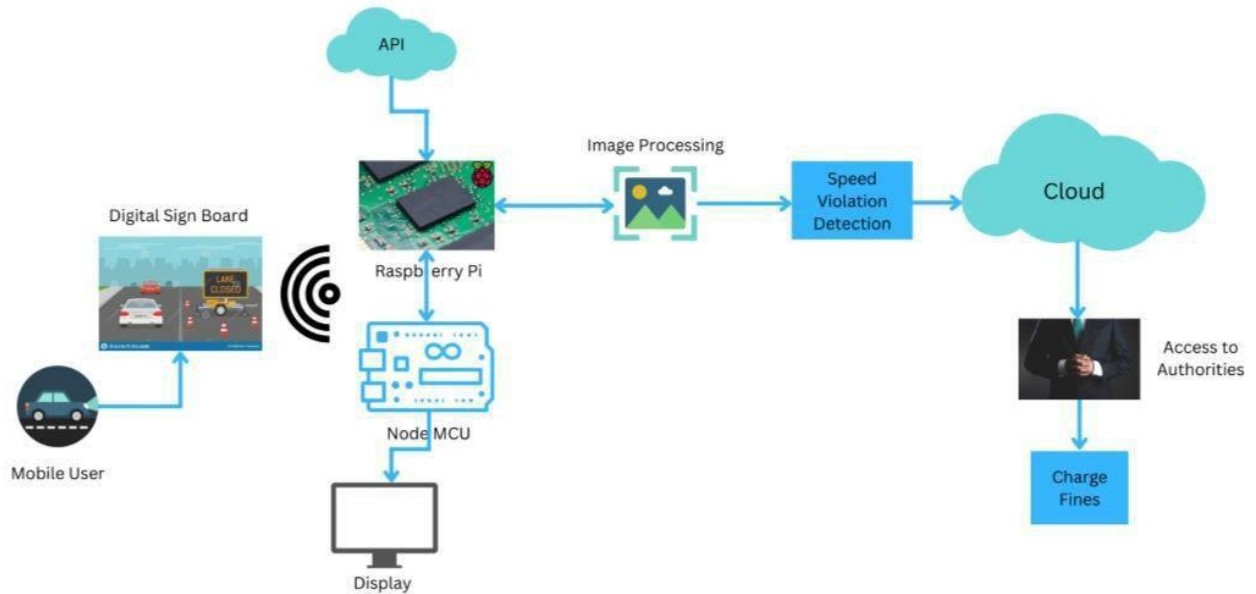 API
Image Processing
Speed
Violation
Detection
Cloud
Digital Sign Board
LANE
CLOSED
Raspberry Pi
Access to
Authorities
Node MCU
Mobile User
Charge
Fines
Display